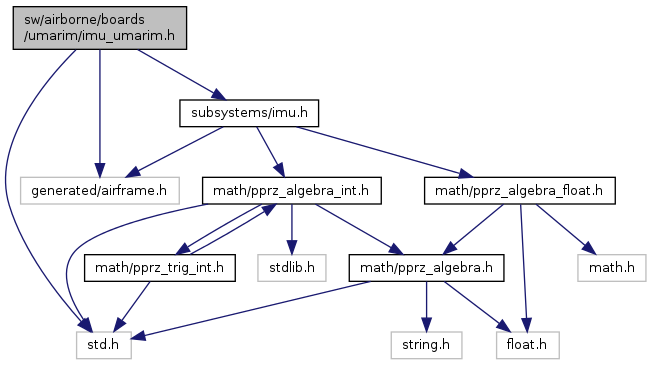 sw/airborne/boards
/umarim/imu_umarim.h
subsystems/imu.h
generated/airframe.h
math/pprz_algebra_int.h
math/pprz_algebra_float.h
math/pprz_trig_int.h
stdlib.h
math/pprz_algebra.h
math.h
std.h
string.h
float.h